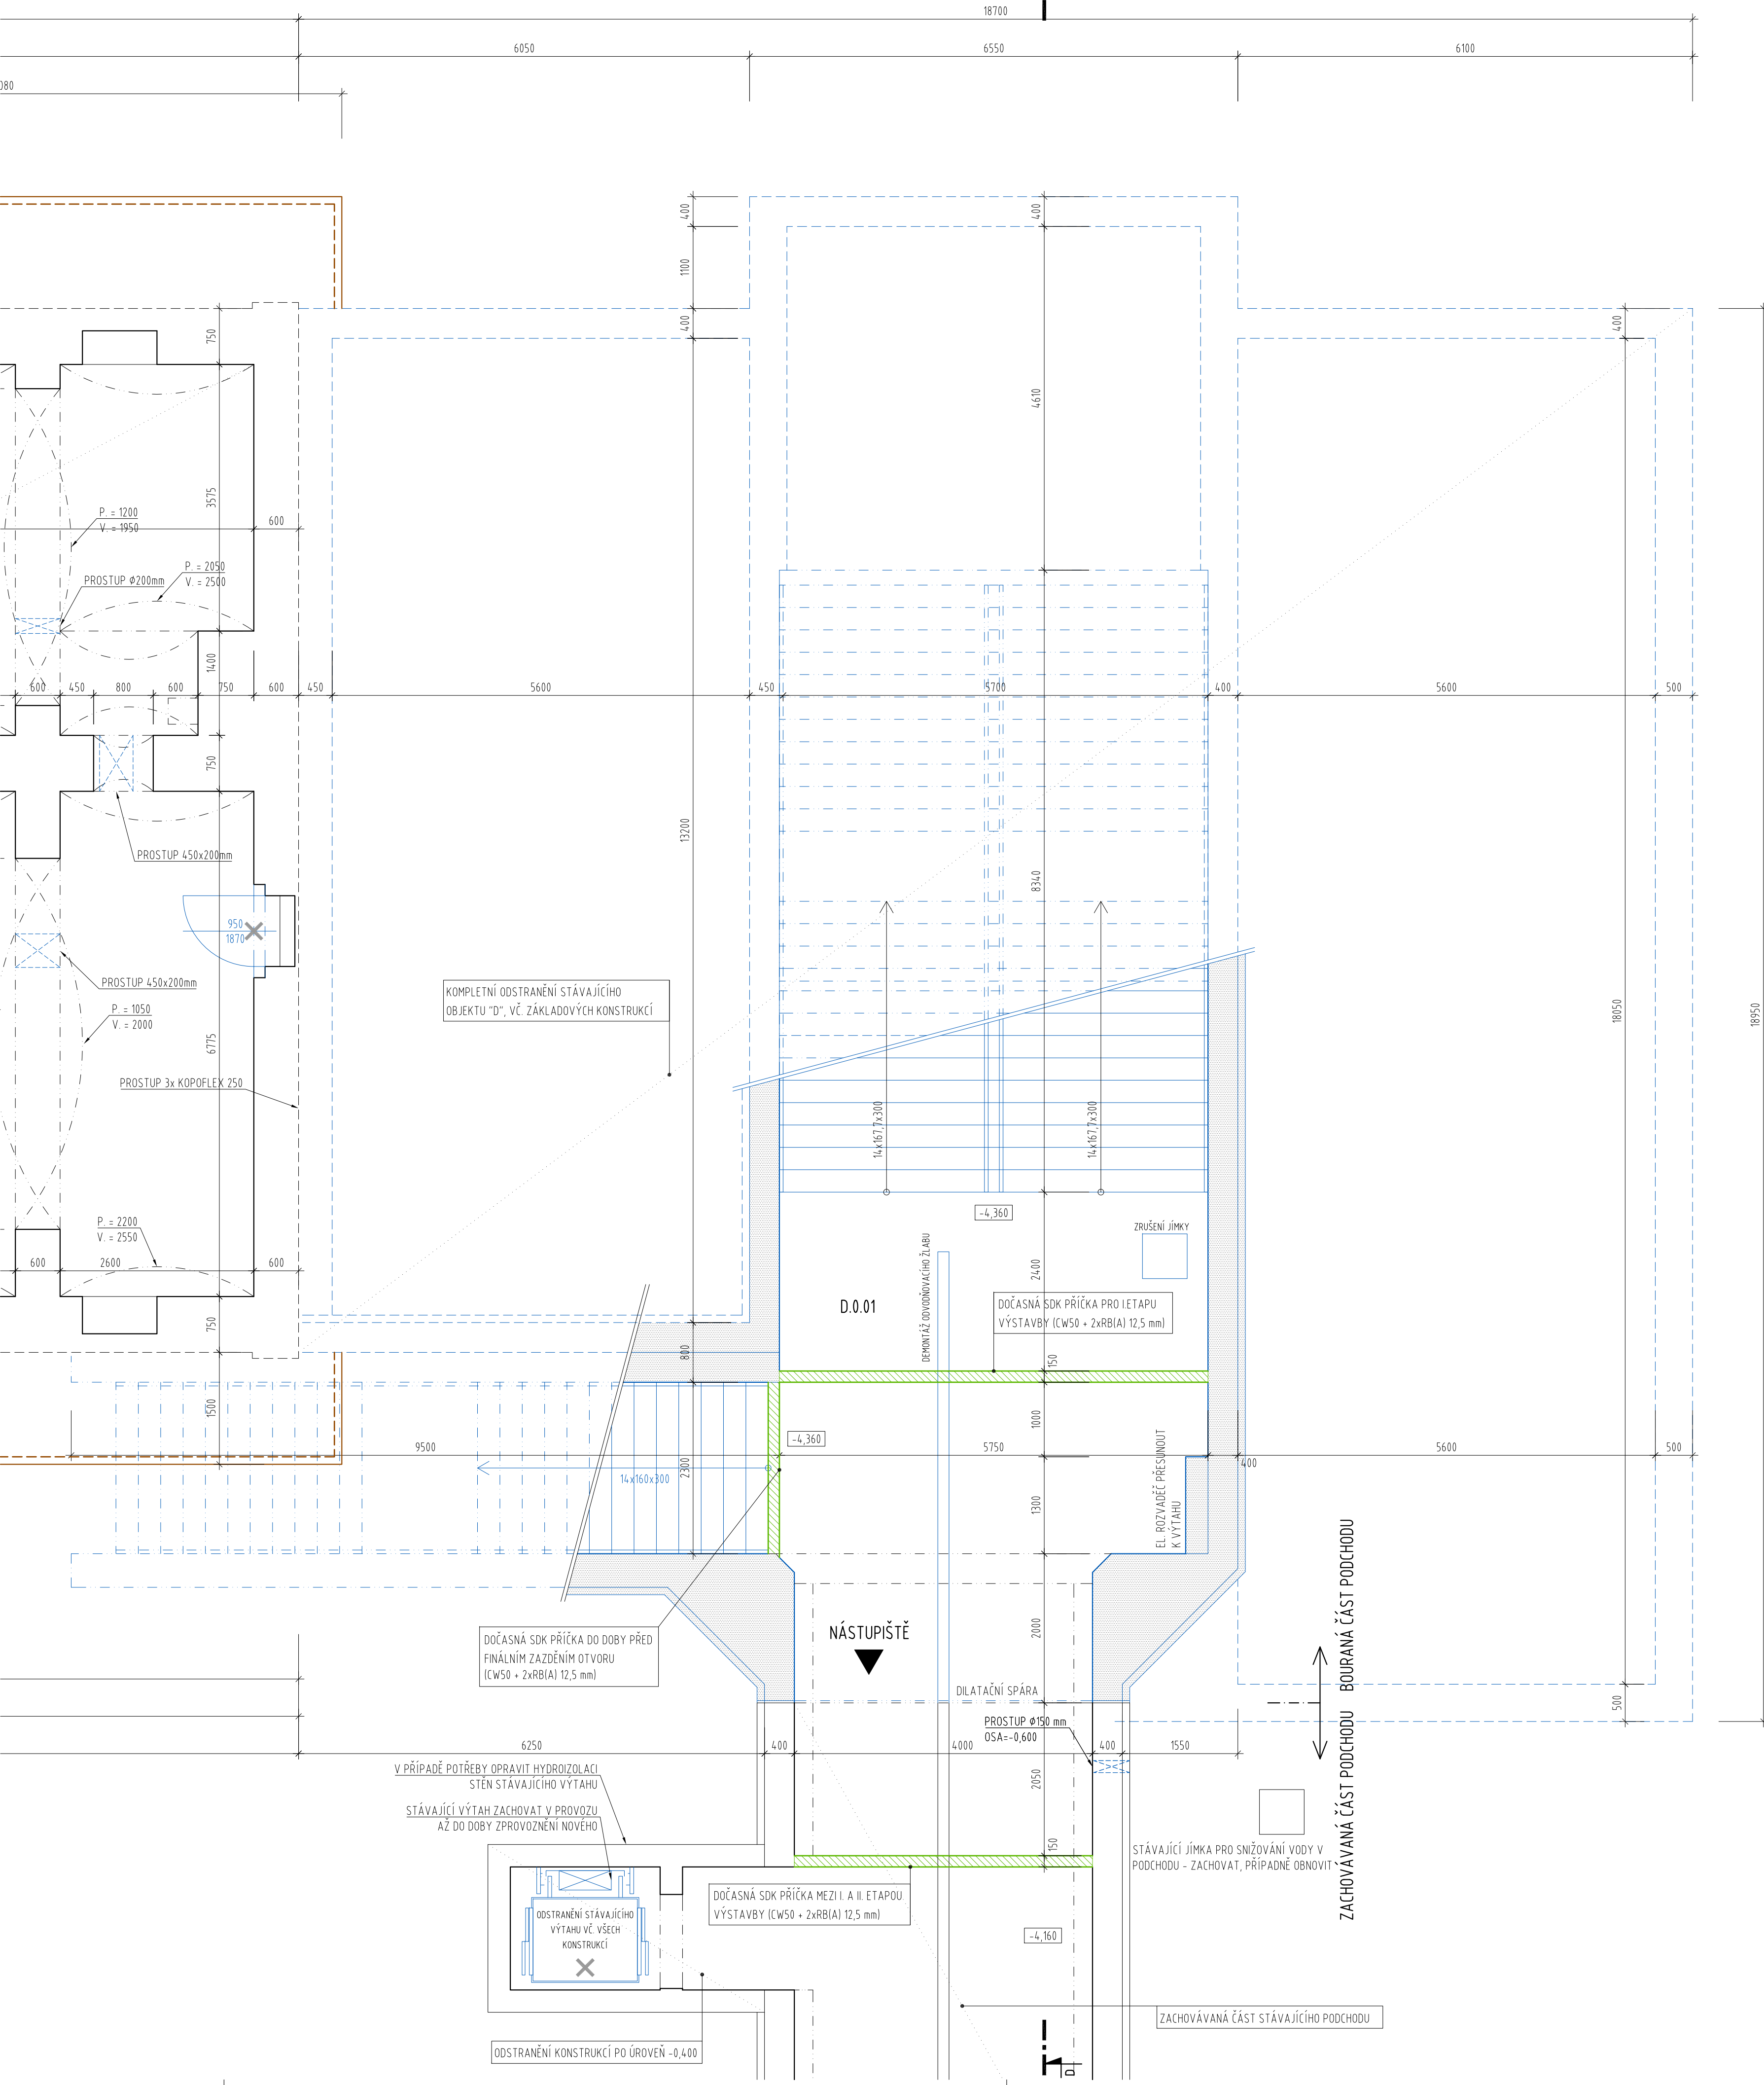 18700
6050
6550
6100
080
400
400
1100
400
400
750
4610
3575
P. = 1200
V. = 1950
600
P. = 2050
V. = 2500
PROSTUP Φ200mm
1400
600
450
800
600
750
600
450
5600
450
5700
400
5600
500
750
13200
PROSTUP 450x200mm
8340
950
1870
PROSTUP 450x200mm
KOMPLETNÍ ODSTRANĚNÍ STÁVAJÍCÍHO
OBJEKTU "D", VČ. ZÁKLADOVÝCH KONSTRUKCÍ
P. = 1050
V. = 2000
18050
18950
6775
PROSTUP 3x KOPOFLEX 250
14x167,7x300
14x167,7x300
-4,360
P. = 2200
V. = 2550
ZRUŠENÍ JÍMKY
600
2600
600
2400
DEMONTÁŽ ODVODŇOVACÍHO ŽLABU
D.0.01
DOČASNÁ SDK PŘÍČKA PRO I.ETAPU
VÝSTAVBY (CW50 + 2xRB(A) 12,5 mm)
750
800
150
1500
1000
-4,360
9500
5750
5600
500
400
2300
14x160x300
1300
EL. ROZVADĚČ PŘESUNOUT
K VÝTAHU
NÁSTUPIŠTĚ
2000
DOČASNÁ SDK PŘÍČKA DO DOBY PŘED
FINÁLNÍM ZAZDĚNÍM OTVORU
(CW50 + 2xRB(A) 12,5 mm)
BOURANÁ ČÁST PODCHODU
ZACHOVÁVANÁ ČÁST PODCHODU
DILATAČNÍ SPÁRA
500
PROSTUP Φ150 mm
OSA=-0,600
6250
400
4000
400
1550
V PŘÍPADĚ POTŘEBY OPRAVIT HYDROIZOLACI
STĚN STÁVAJÍCÍHO VÝTAHU
2050
STÁVAJÍCÍ VÝTAH ZACHOVAT V PROVOZU
AŽ DO DOBY ZPROVOZNĚNÍ NOVÉHO
150
STÁVAJÍCÍ JÍMKA PRO SNIŽOVÁNÍ VODY V
PODCHODU - ZACHOVAT, PŘÍPADNĚ OBNOVIT
DOČASNÁ SDK PŘÍČKA MEZI I. A II. ETAPOU
VÝSTAVBY (CW50 + 2xRB(A) 12,5 mm)
ODSTRANĚNÍ STÁVAJÍCÍHO
VÝTAHU VČ. VŠECH
KONSTRUKCÍ
-4,160
ZACHOVÁVANÁ ČÁST STÁVAJÍCÍHO PODCHODU
ODSTRANĚNÍ KONSTRUKCÍ PO ÚROVEŇ -0,400
D